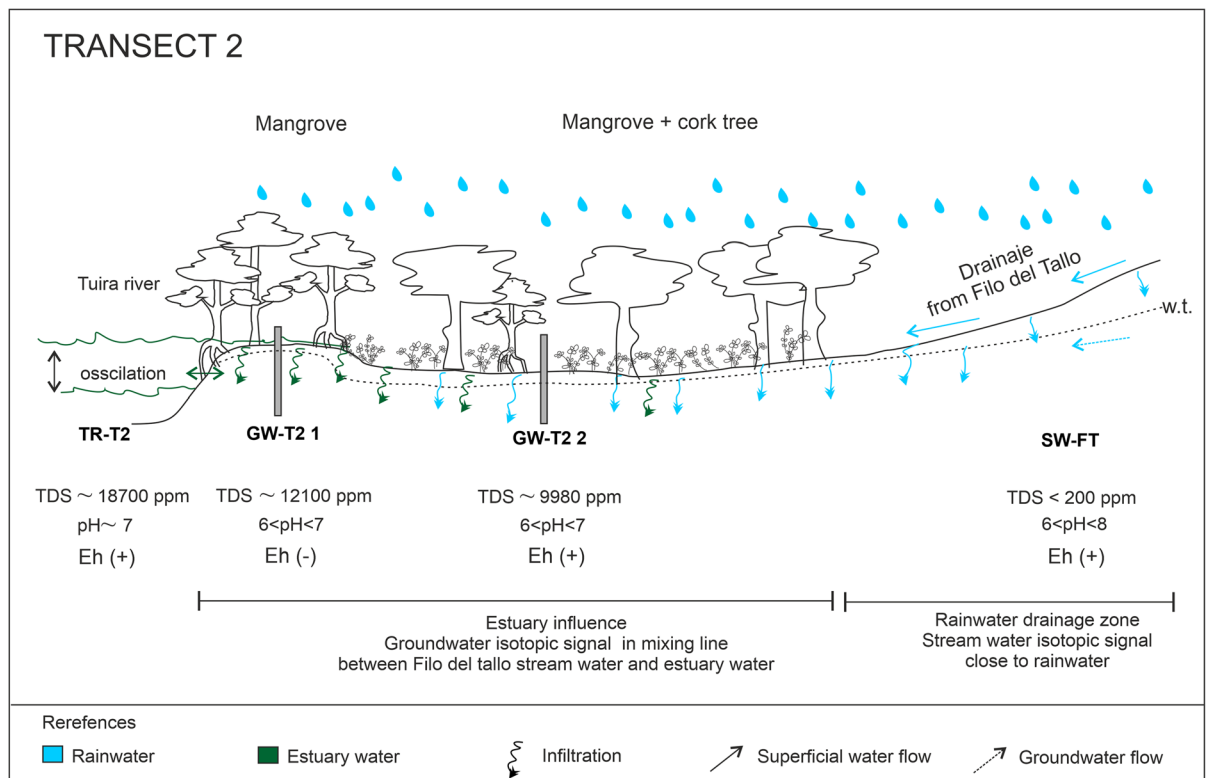 TRANSECT 2
Mangrove
Mangrove + cork tree
Tuira river
Drainaje
from Filo del Tallo
w.t.
osscilation
TR-T2
GW-T2 1
GW-T2 2
SW-FT
TDS ~ 18700 ppm
pH~ 7
Eh (+)
TDS ~ 12100 ppm
6<pH<7
Eh (-)
TDS ~ 9980 ppm
6<pH<7
Eh (+)
TDS < 200 ppm
6<pH<8
Eh (+)
Estuary influence
Groundwater isotopic signal in mixing line
between Filo del tallo stream water and estuary water
Rainwater drainage zone
Stream water isotopic signal
close to rainwater
Rerefences
Rainwater
Estuary water
Infiltration
Superficial water flow
Groundwater flow